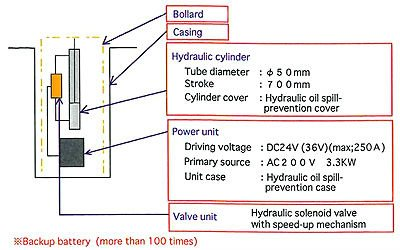 Bollard
Casing
Hydraulic cylinder
Tube diameter : φ50mm
Stroke : 700mm
Cylinder cover : Hydraulic oil spill-
prevention cover
Power unit
Driving voltage : DC24V (36V)(max;250A)
Primary source : AC200V 3.3KW
Unit case : Hydraulic oil spill-
prevention case
Valve unit Hydraulic solenoid valve
with speed-up mechanism
※Backup battery (more than 100 times)